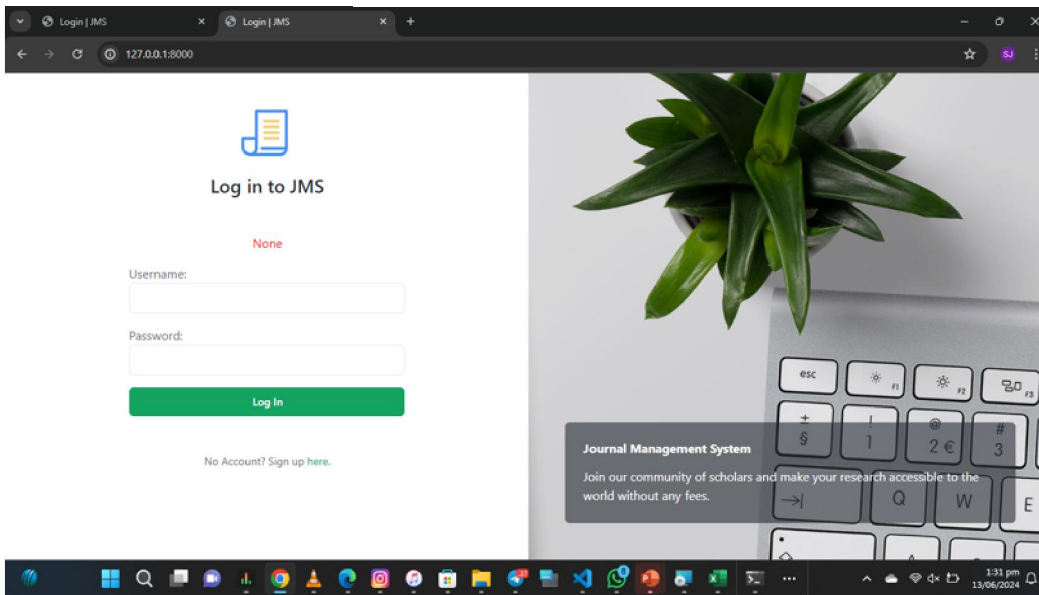 Login | JMS
Login | JMS
127.0.0.1:8000
SJ
Log in to JMS
None
Username:
Password:
Log In
No Account? Sign up here.
esc
F1
F2
F3
±
§
!
1
@
2 €
#
3
Q
W
E
Journal Management System
Join our community of scholars and make your research accessible to the
world without any fees.
1:31 pm
13/06/2024